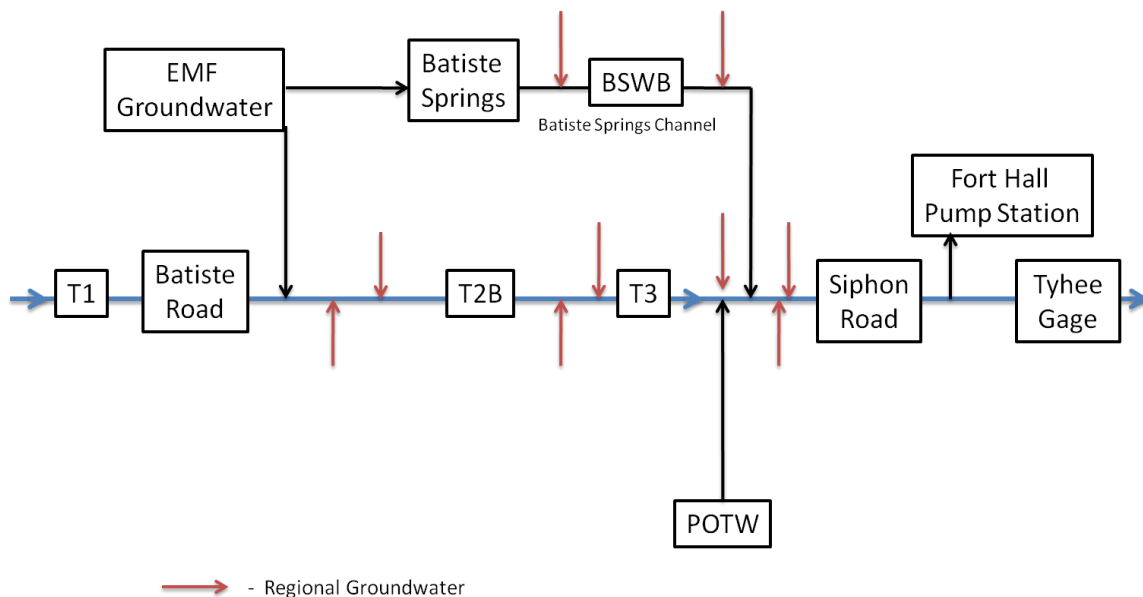 EMF
Groundwater
Batiste
Springs
BSWB
Batiste Springs Channel
Fort Hall
Pump Station
T1
Batiste
Road
T2B
T3
Siphon
Road
Tyhee
Gage
POTW
- Regional Groundwater